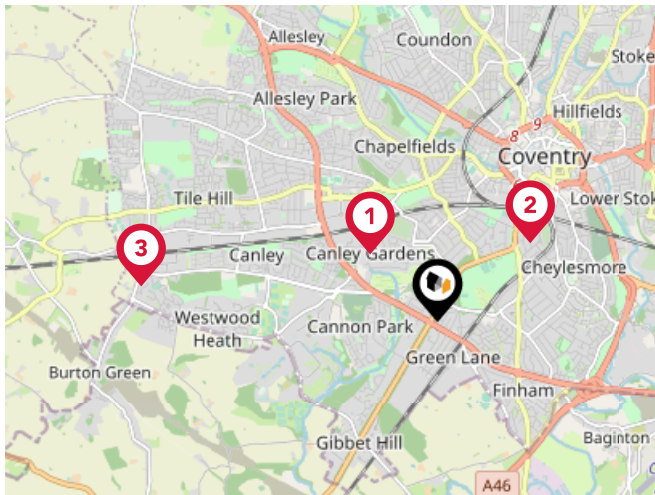 Allesley
Coundon
Stoke
Allesley Park
Hillfields
8
9
Chapelfields
Coventry
Tile Hill
1
2
Lower Stok
3
Canley
Canley Gardens
Cheylesmore
Westwood
Heath
Cannon Park
Green Lane
Burton Green
Finham
Gibbet Hill
Baginton
A46